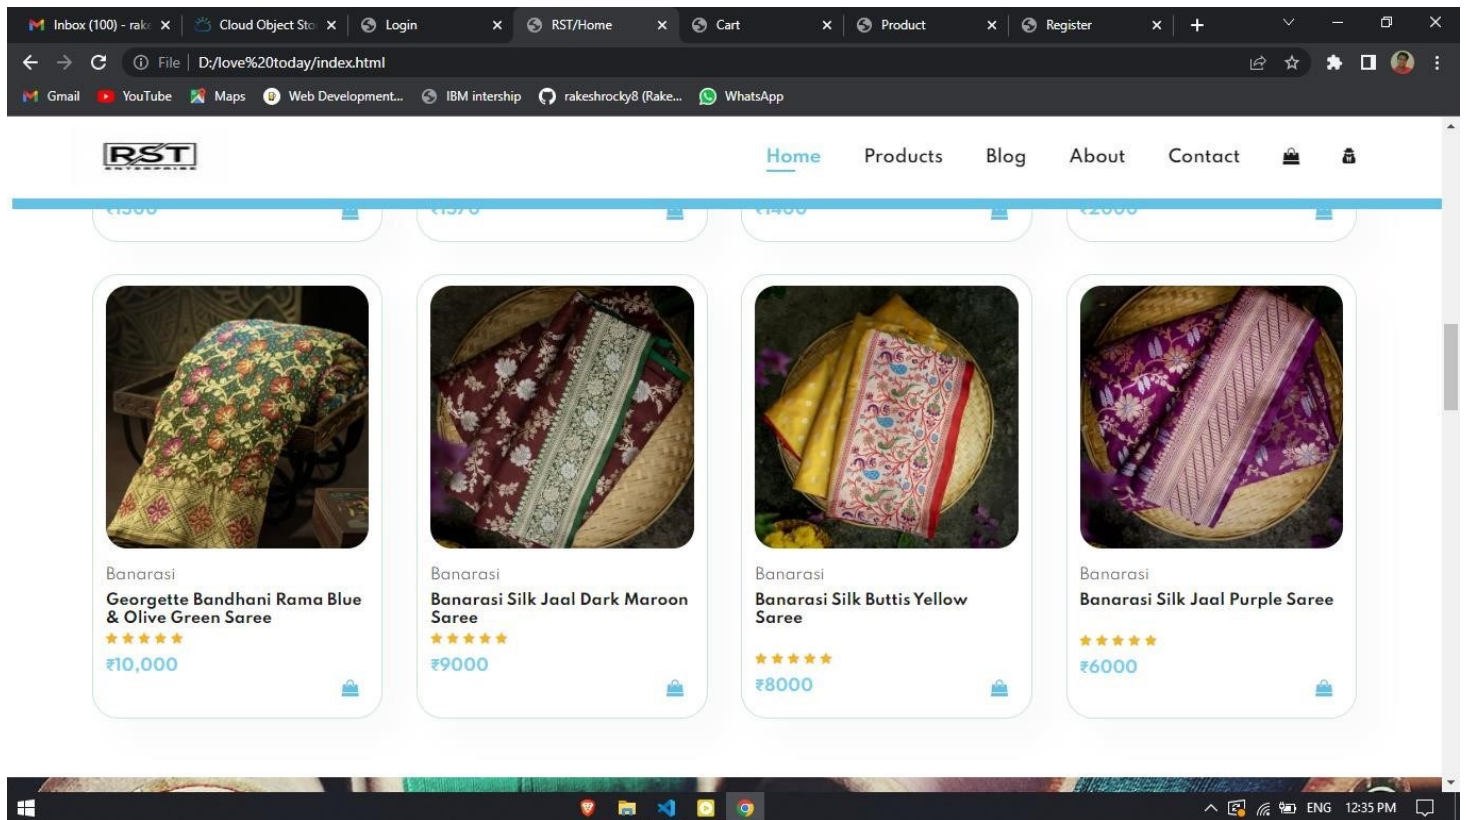 Inbox (100) - rak
Cloud Object Sto
Login
RST/Home
Cart
Product
Register
File
D:/love%20today/index.html
Gmail
YouTube
Maps
Web Development...
IBM intership
rakeshrocky8 (Rake...
WhatsApp
RST
ENTERPRISE
Home
Products
Blog
About
Contact
Banarasi
Georgette Bandhani Rama Blue
& Olive Green Saree
₹10,000
Banarasi
Banarasi Silk Jaal Dark Maroon
Saree
₹9000
Banarasi
Banarasi Silk Buttis Yellow
Saree
₹8000
Banarasi
Banarasi Silk Jaal Purple Saree
₹6000
ENG
12:35 PM